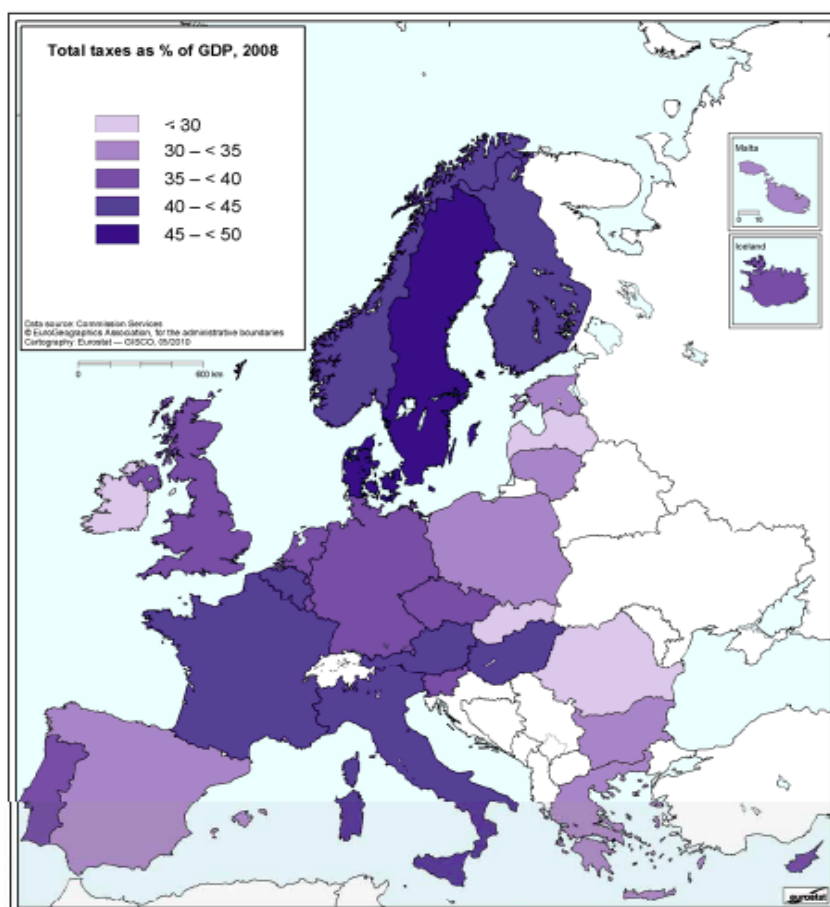 Total taxes as % of GDP, 2008
< 30
30 – < 35
35 – < 40
40 – < 45
45 – < 50
Data source: Commission Services
© EuroGeographics Association, for the administrative boundaries
Cartography: Eurostat — GISCO, 05/2010
0 600 km
Malta
0 10
Iceland
eurostat